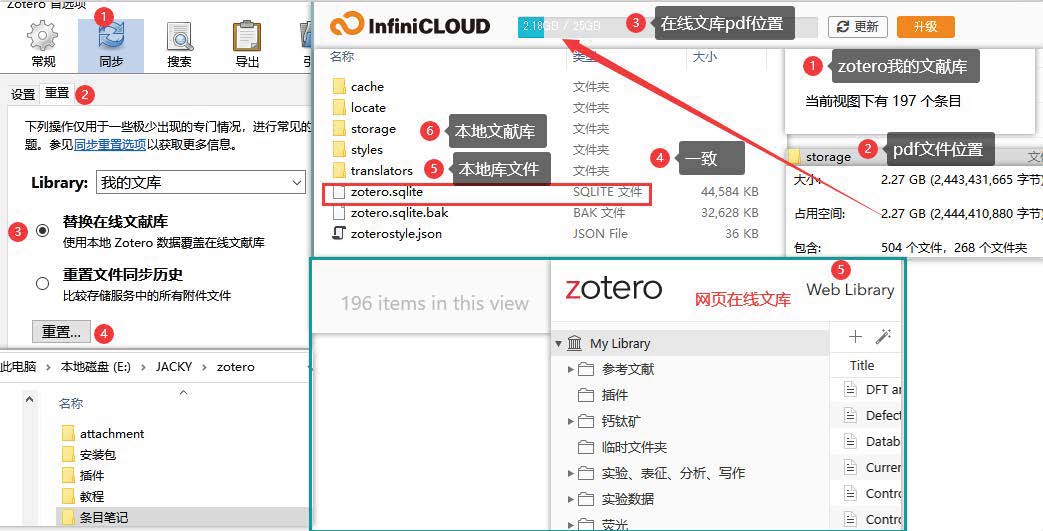 Zotero 首选项
1
常规
同步
搜索
导出
设置
重置
2
下列操作仅用于一些极少出现的专门情况，进行常见的
题。参见同步重置选项以获取更多信息。
Library:
我的文库
3
替换在线文献库
使用本地 Zotero 数据覆盖在线文献库
重置文件同步历史
比较存储服务中的所有附件文件
重置...
4
此电脑 > 本地磁盘 (E:) > JACKY > zotero
名称
attachment
安装包
插件
教程
条目笔记
InfiniCLOUD
2.18GB / 25GB
3
在线文库pdf位置
更新
升级
名称
类型
大小
cache
文件夹
locate
文件夹
storage
文件夹
styles
文件夹
translators
文件夹
zotero.sqlite
SQLITE 文件
44,584 KB
zotero.sqlite.bak
BAK 文件
32,628 KB
zoterostyle.json
JSON File
36 KB
6
本地文献库
5
本地库文件
4
一致
1
zotero我的文献库
当前视图下有 197 个条目
storage
2
pdf文件位置
大小:
2.27 GB (2,443,431,665 字节)
占用空间:
2.27 GB (2,444,410,880 字节)
包含:
504 个文件，268 个文件夹
196 items in this view
zotero
网页在线文库
5
Web Library
My Library
参考文献
插件
钙钛矿
临时文件夹
实验、表征、分析、写作
实验数据
荧光
Title
DFT
Defect
Datab
Curren
Contro
Contro